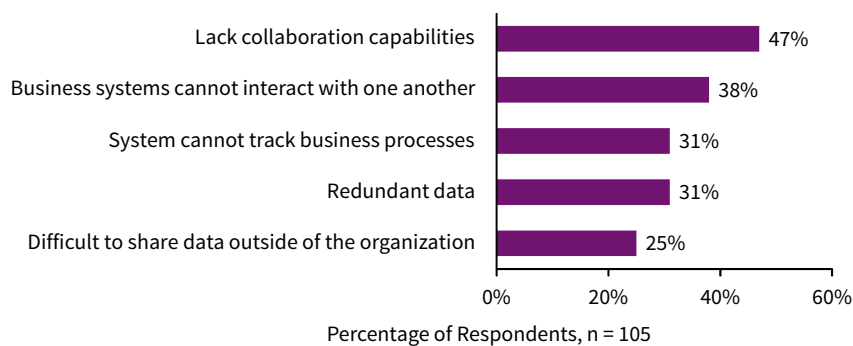 Lack collaboration capabilities 47%
Business systems cannot interact with one another 38%
System cannot track business processes 31%
Redundant data 31%
Difficult to share data outside of the organization 25%
0% 20% 40% 60%
Percentage of Respondents, n = 105